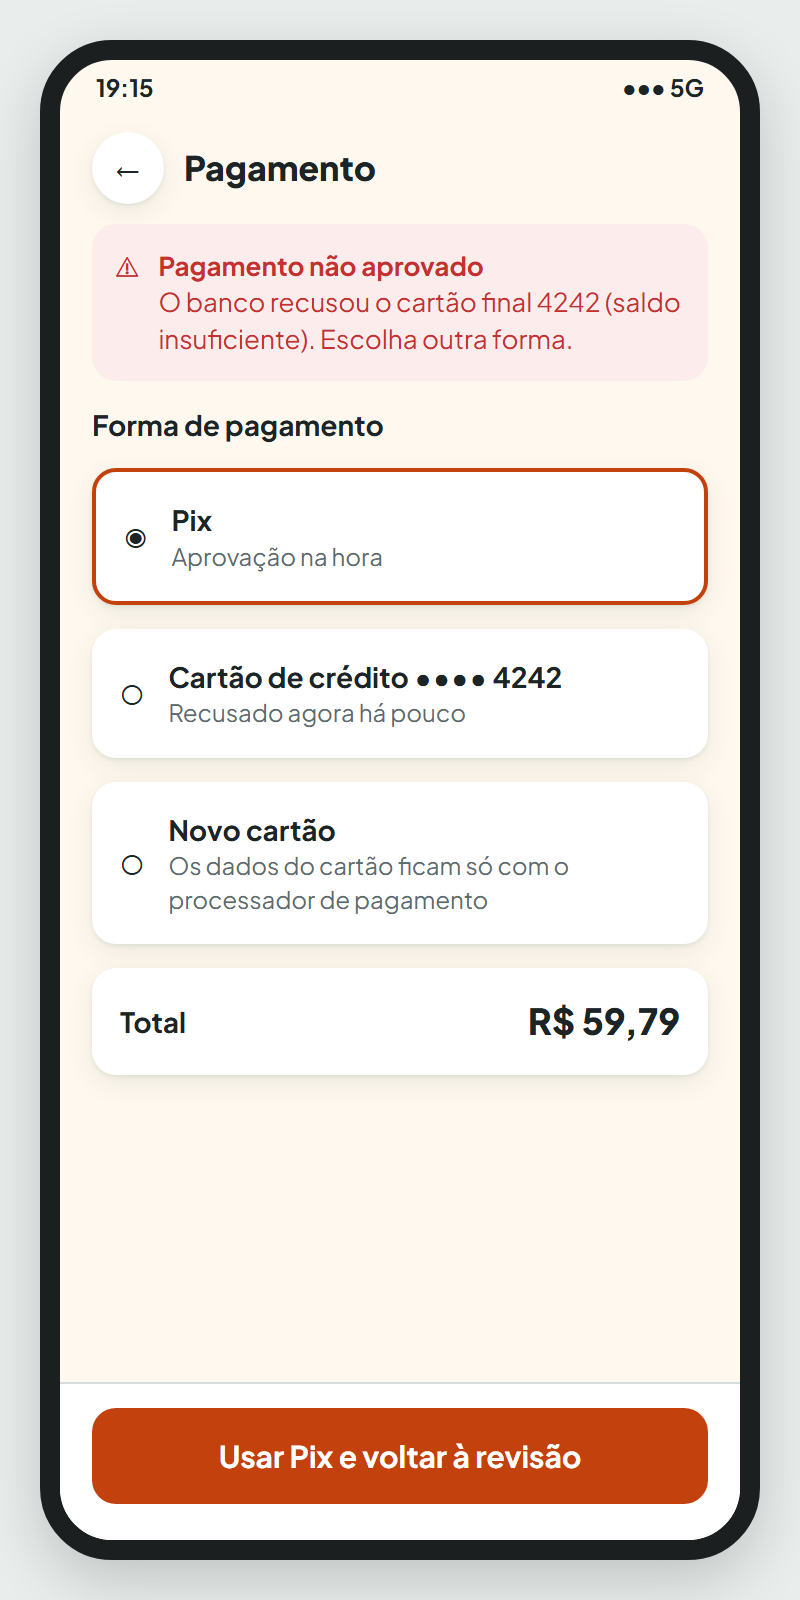 19:15
●●● 5G
←
Pagamento
⚠ Pagamento não aprovado
O banco recusou o cartão final 4242 (saldo
insuficiente). Escolha outra forma.
Forma de pagamento
◉ Pix
Aprovação na hora
○ Cartão de crédito ●●●● 4242
Recusado agora há pouco
○ Novo cartão
Os dados do cartão ficam só com o
processador de pagamento
Total
R$ 59,79
Usar Pix e voltar à revisão